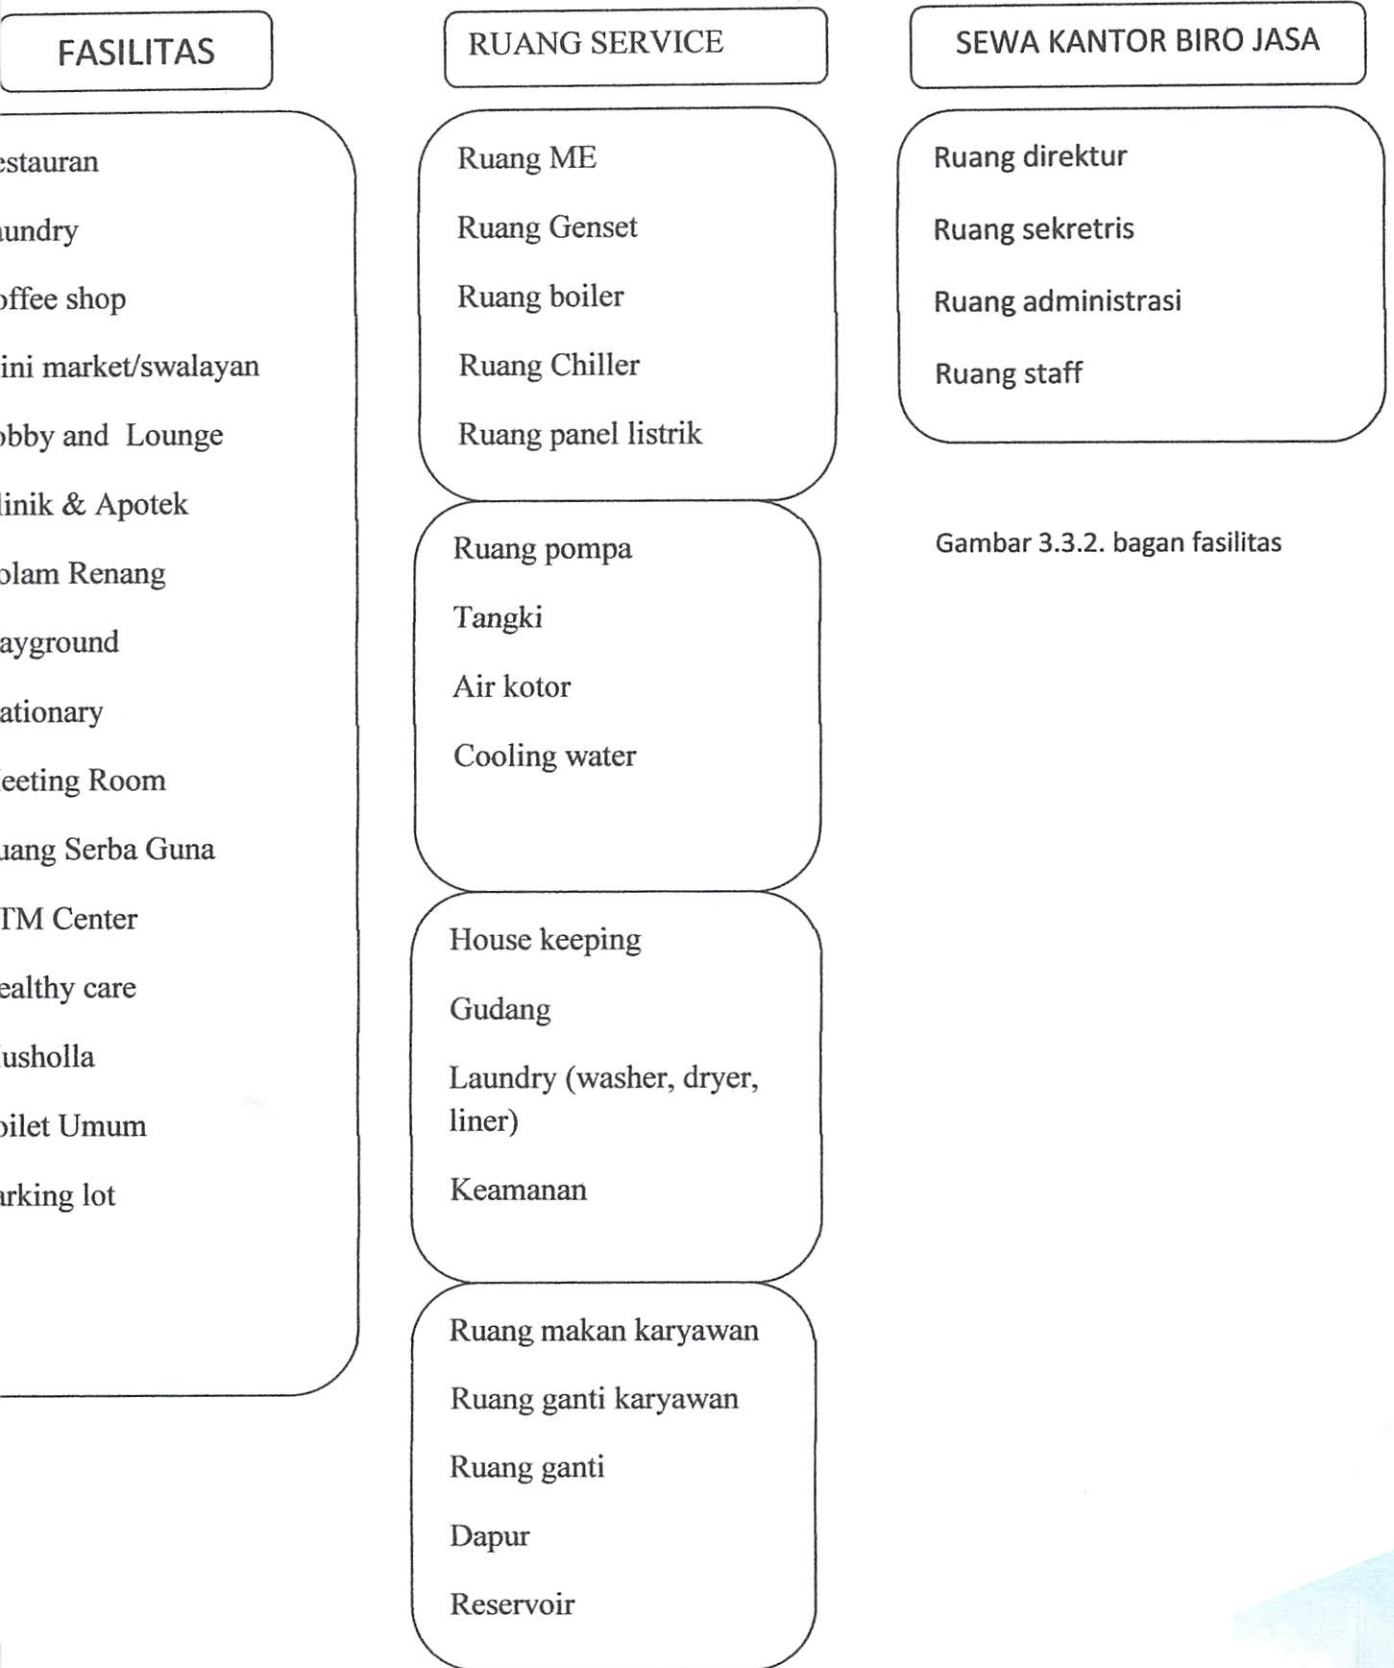 FASILITAS
estauran
undry
offee shop
ini market/swalayan
obby and Lounge
linik & Apotek
olam Renang
ayground
ationary
eeting Room
uang Serba Guna
TM Center
ealthy care
usholla
oilet Umum
arking lot
RUANG SERVICE
Ruang ME
Ruang Genset
Ruang boiler
Ruang Chiller
Ruang panel listrik
Ruang pompa
Tangki
Air kotor
Cooling water
House keeping
Gudang
Laundry (washer, dryer,
liner)
Keamanan
Ruang makan karyawan
Ruang ganti karyawan
Ruang ganti
Dapur
Reservoir
SEWA KANTOR BIRO JASA
Ruang direktur
Ruang sekretris
Ruang administrasi
Ruang staff
Gambar 3.3.2. bagan fasilitas